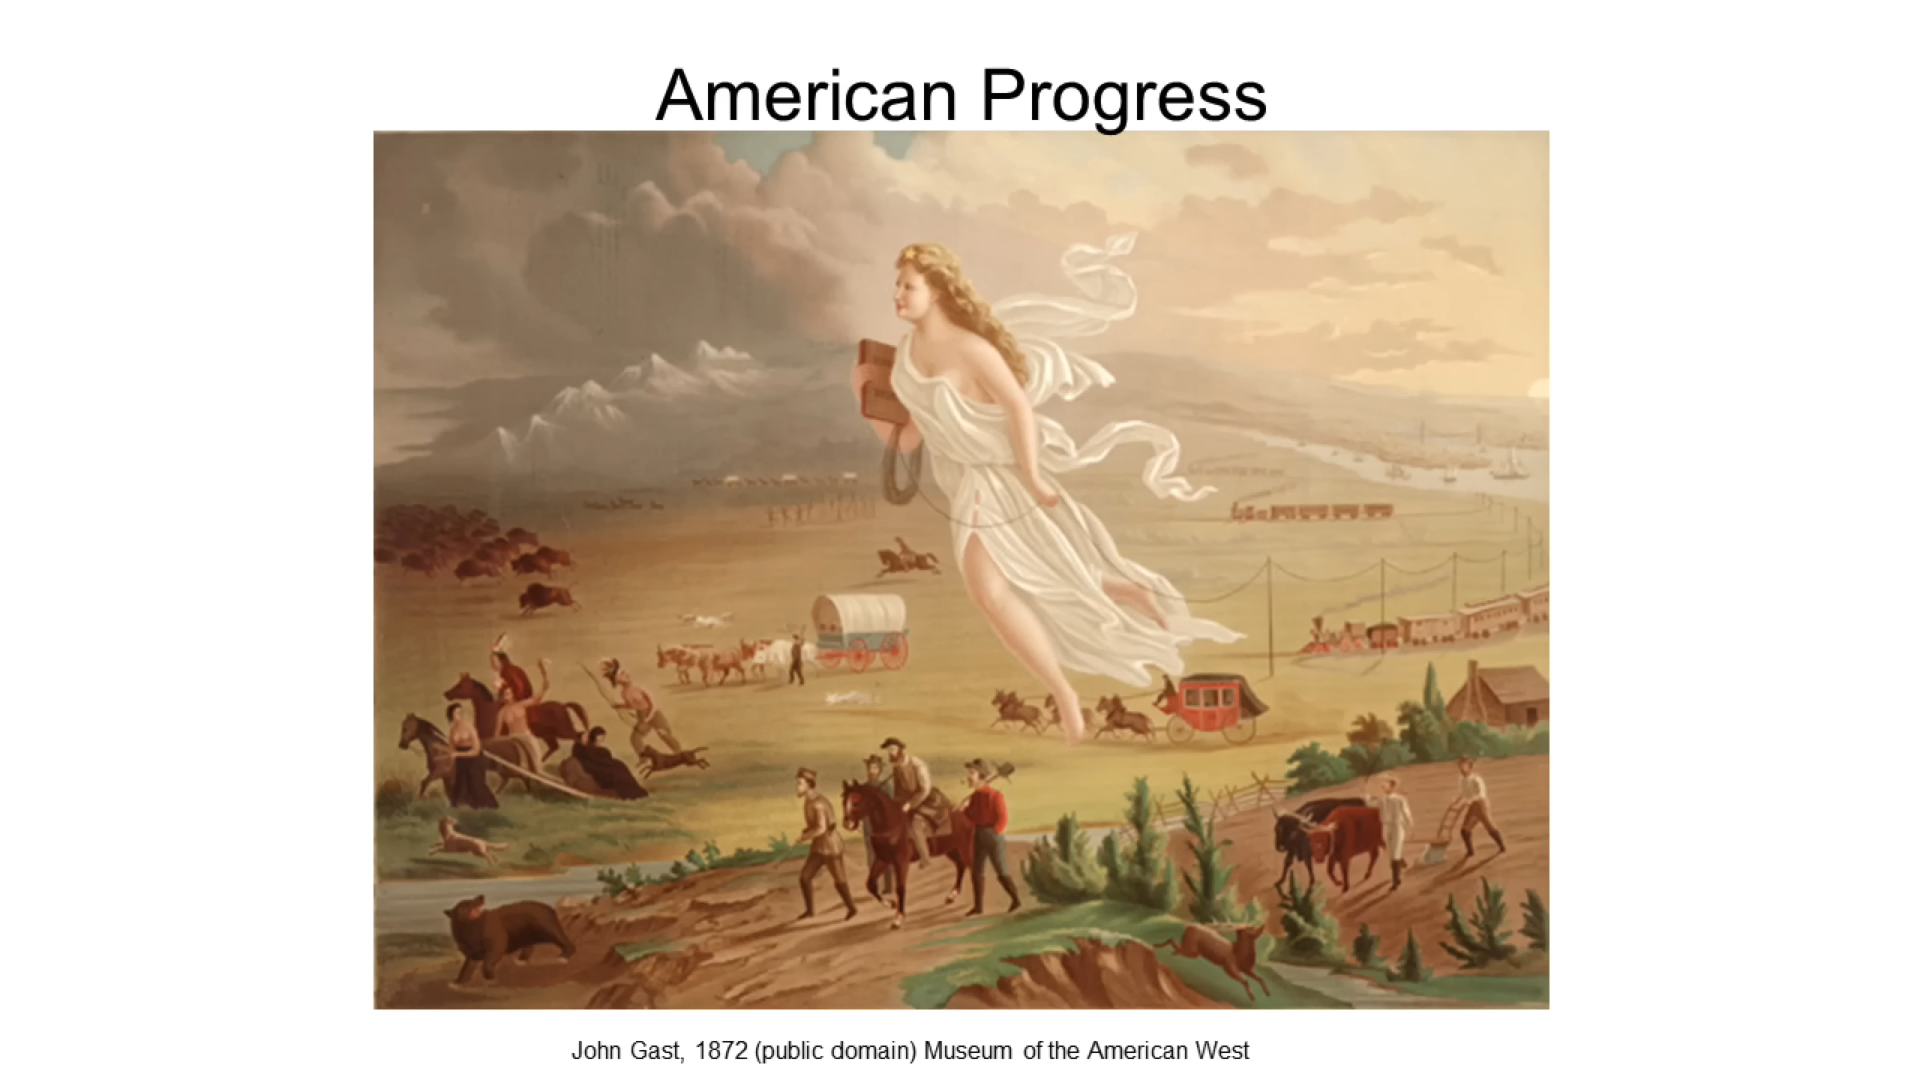 American Progress
John Gast, 1872 (public domain) Museum of the American West